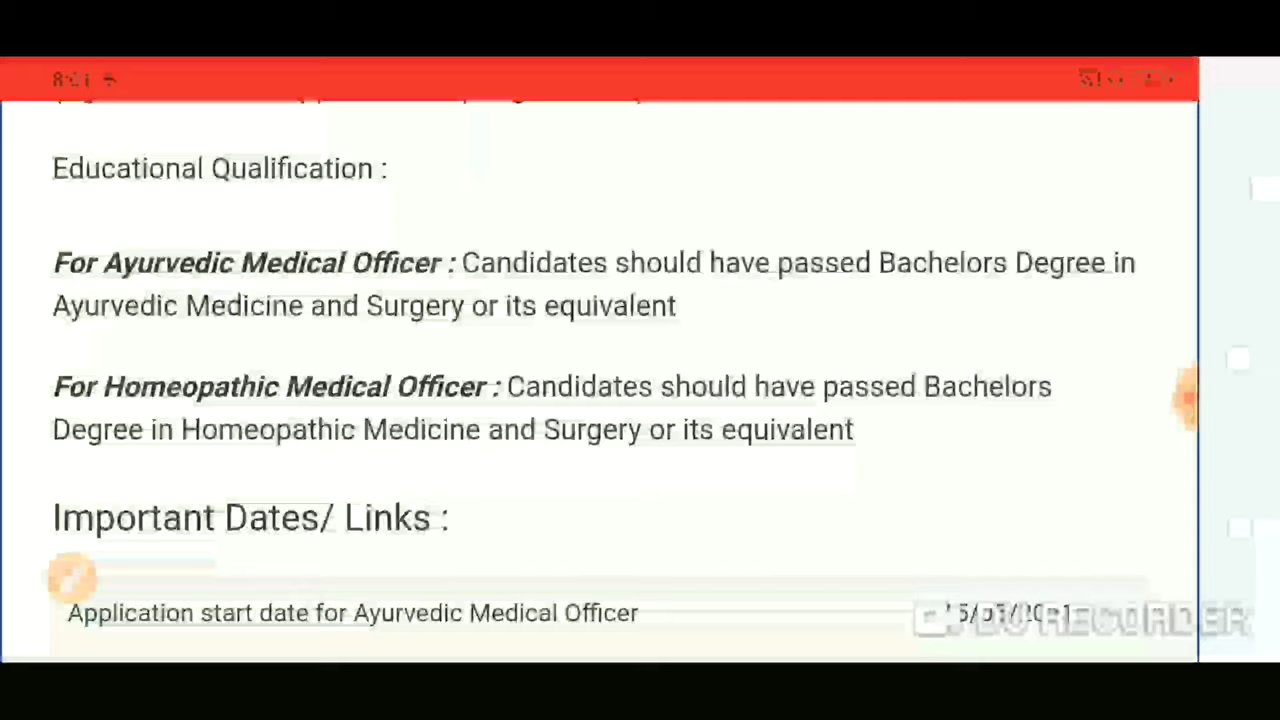 Educational Qualification :
For Ayurvedic Medical Officer : Candidates should have passed Bachelors Degree in
Ayurvedic Medicine and Surgery or its equivalent
For Homeopathic Medical Officer : Candidates should have passed Bachelors
Degree in Homeopathic Medicine and Surgery or its equivalent
Important Dates/ Links :
Application start date for Ayurvedic Medical Officer
DU RECORDER